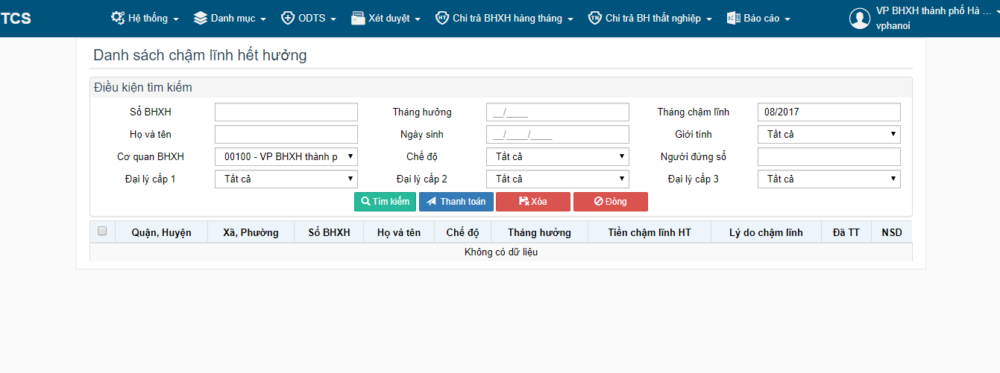 TCS Hệ thống Danh mục ODTS Xét duyệt Chi trả BHXH hàng tháng Chi trả BH thất nghiệp Báo cáo VP BHXH thành phố Hà ...
vphanoi
Danh sách chậm lĩnh hết hưởng
Điều kiện tìm kiếm
Sổ BHXH Tháng hưởng __/____ Tháng chậm lĩnh 08/2017
Họ và tên Ngày sinh __/____/____ Giới tính Tất cả
Cơ quan BHXH 00100 - VP BHXH thành p Chế độ Tất cả Người đứng sổ
Đại lý cấp 1 Tất cả Đại lý cấp 2 Tất cả Đại lý cấp 3 Tất cả
Tìm kiếm Thanh toán Xóa Đóng
Quận, Huyện Xã, Phường Sổ BHXH Họ và tên Chế độ Tháng hưởng Tiền chậm lĩnh HT Lý do chậm lĩnh Đã TT NSD
Không có dữ liệu